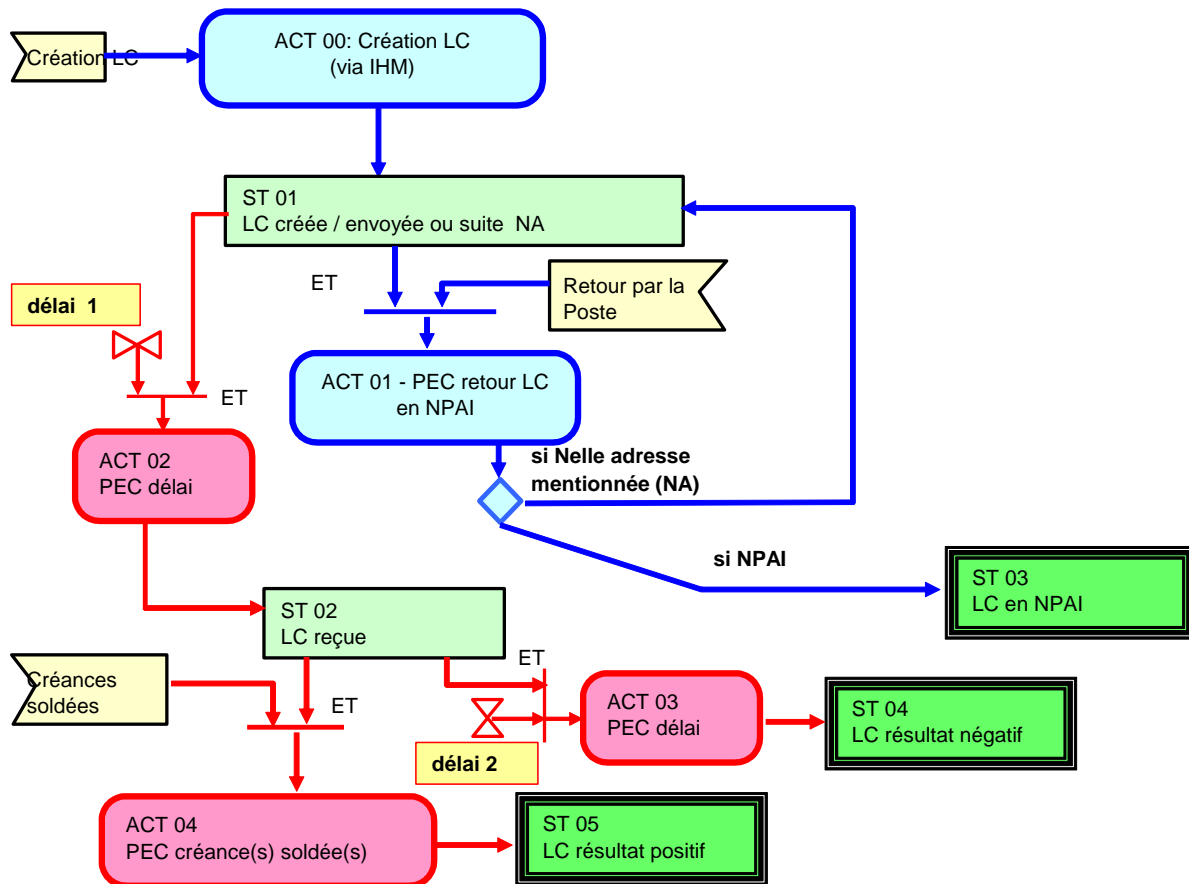 Création LC
ACT 00: Création LC
(via IHM)
ST 01
LC créée / envoyée ou suite NA
ET
Retour par la
Poste
délai 1
ET
ACT 01 - PEC retour LC
en NPAI
ACT 02
PEC délai
si Nelle adresse
mentionnée (NA)
si NPAI
ST 03
LC en NPAI
ST 02
LC reçue
Créances
soldées
ET
ET
ACT 03
PEC délai
ST 04
LC résultat négatif
délai 2
ACT 04
PEC créance(s) soldée(s)
ST 05
LC résultat positif